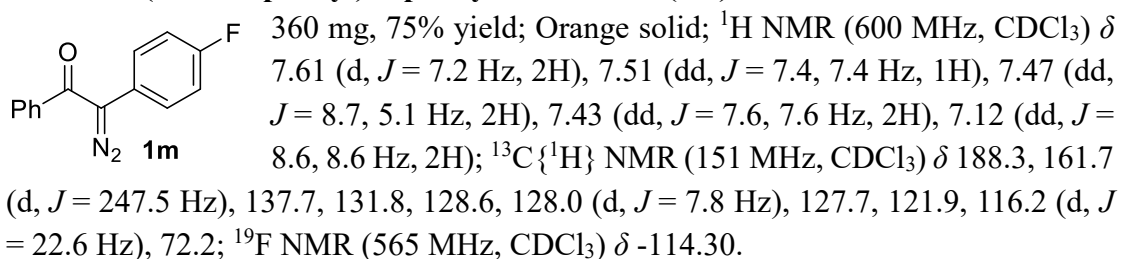 360 mg, 75% yield; Orange solid; ¹H NMR (600 MHz, CDCl₃) δ
7.61 (d, J = 7.2 Hz, 2H), 7.51 (dd, J = 7.4, 7.4 Hz, 1H), 7.47 (dd,
J = 8.7, 5.1 Hz, 2H), 7.43 (dd, J = 7.6, 7.6 Hz, 2H), 7.12 (dd, J =
8.6, 8.6 Hz, 2H); ¹³C{¹H} NMR (151 MHz, CDCl₃) δ 188.3, 161.7
(d, J = 247.5 Hz), 137.7, 131.8, 128.6, 128.0 (d, J = 7.8 Hz), 127.7, 121.9, 116.2 (d, J
= 22.6 Hz), 72.2; ¹⁹F NMR (565 MHz, CDCl₃) δ -114.30.
F
O
Ph
N₂ 1m